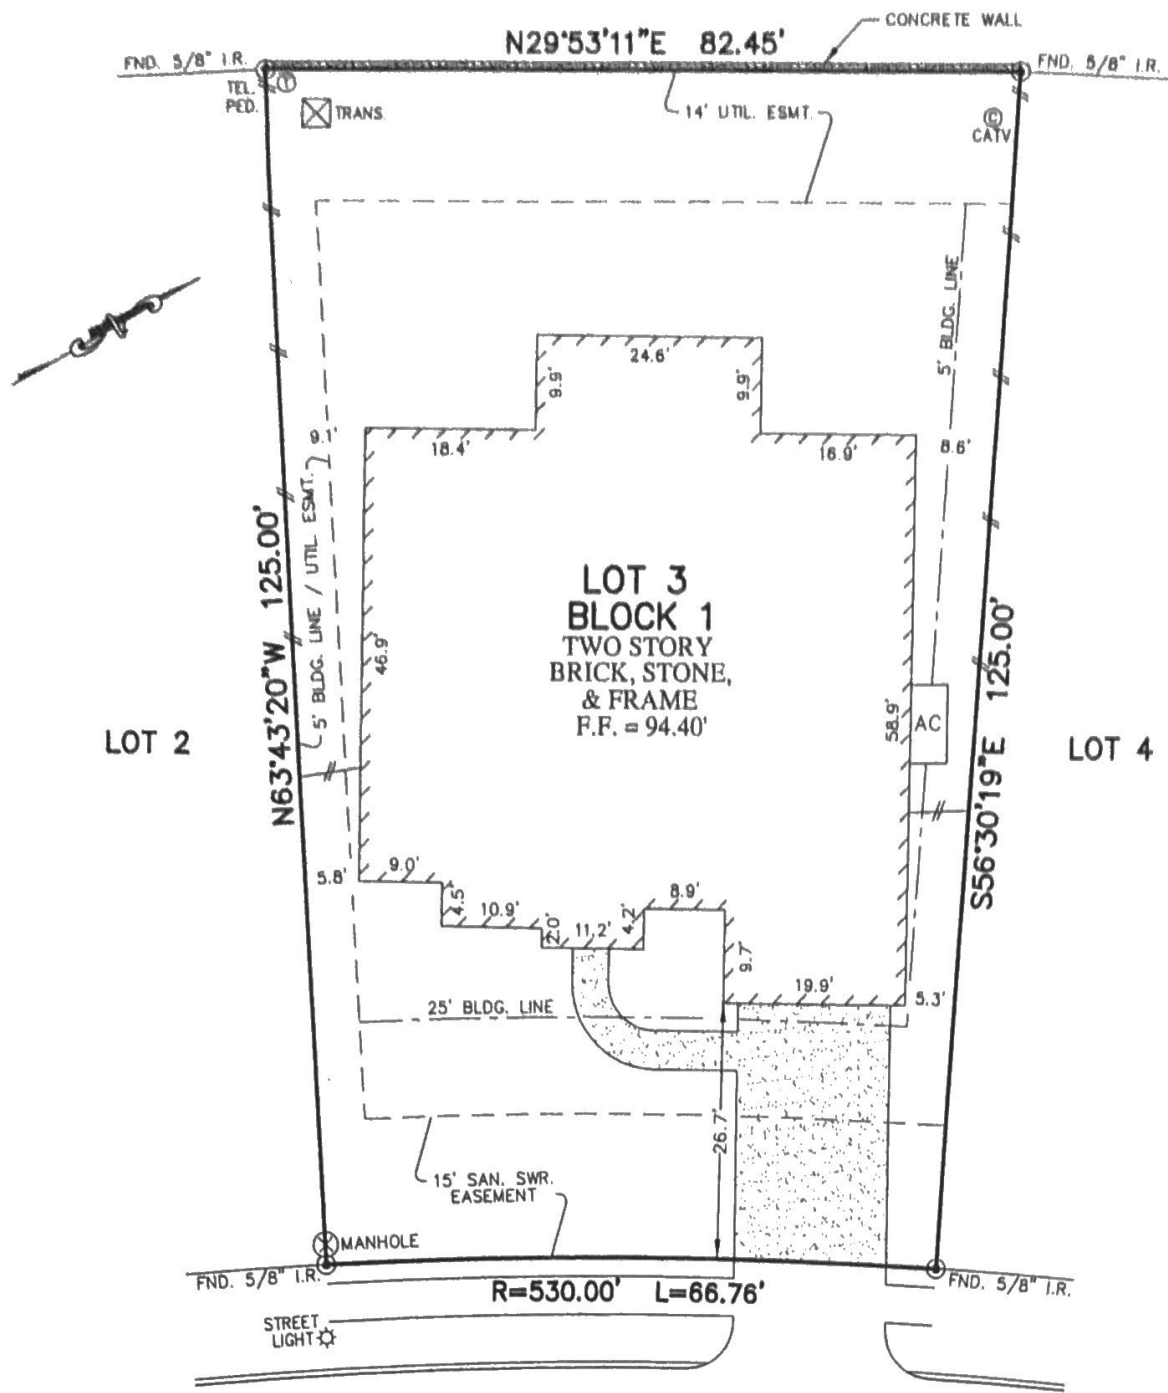 CONCRETE WALL
N29°53'11"E 82.45'
FND. 5/8" I.R.
FND. 5/8" I.R.
T
TEL.
PED.
TRANS.
14' UTIL. ESMT.
C
CATV
N
5' BLDG. LINE
24.6'
9.9'
9.9'
9.1'
18.4'
16.9'
8.6'
5' BLDG. LINE / UTIL. ESMT.
N63°43'20"W 125.00'
LOT 3
BLOCK 1
TWO STORY
BRICK, STONE,
& FRAME
F.F. = 94.40'
46.9'
58.9'
AC
S56°30'19"E 125.00'
LOT 2
LOT 4
5.8'
9.0'
4.5'
10.9'
2.0'
11.2'
4.2'
8.9'
9.7'
19.9'
5.3'
25' BLDG. LINE
26.7'
15' SAN. SWR.
EASEMENT
MANHOLE
FND. 5/8" I.R.
FND. 5/8" I.R.
R=530.00' L=66.76'
STREET
LIGHT